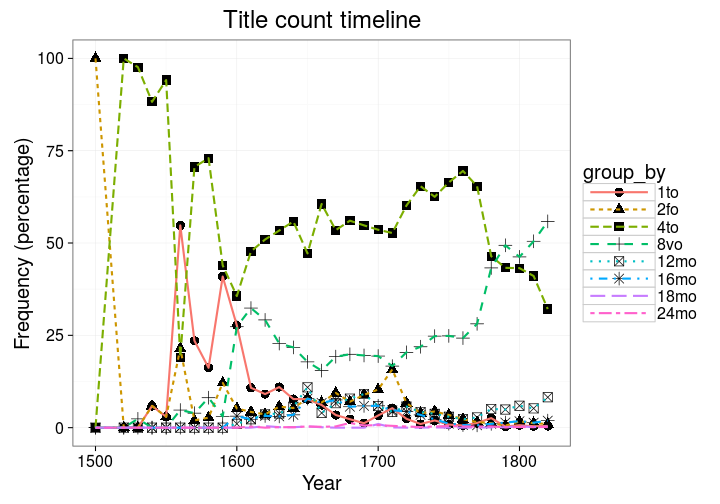 Title count timeline
Frequency (percentage)
100
75
50
25
0
1500
1600
1700
1800
Year
group_by
1to
2fo
4to
8vo
12mo
16mo
18mo
24mo